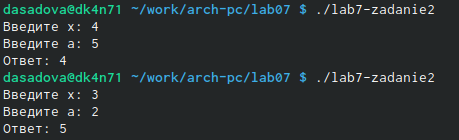 dasadova@dk4n71 ~/work/arch-pc/lab07 $ ./lab7-zadanie2
Введите x: 4
Введите a: 5
Ответ: 4
dasadova@dk4n71 ~/work/arch-pc/lab07 $ ./lab7-zadanie2
Введите x: 3
Введите a: 2
Ответ: 5